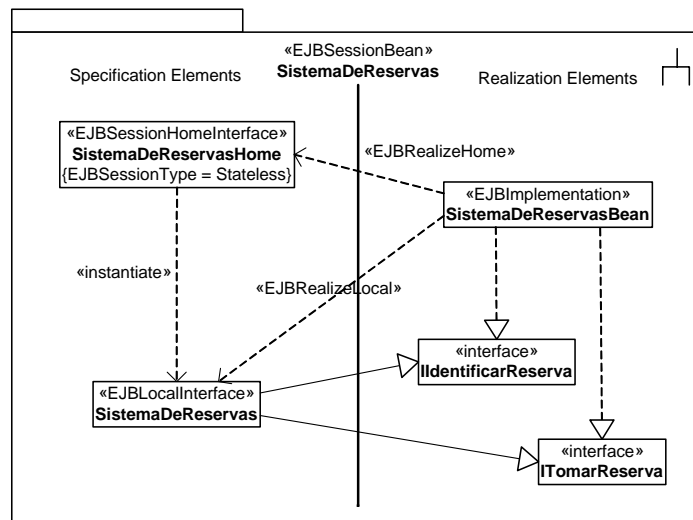 «EJBSessionBean»
SistemaDeReservas
Specification Elements
Realization Elements
«EJBSessionHomeInterface»
SistemaDeReservasHome
{EJBSessionType = Stateless}
«EJBRealizeHome»
«EJBImplementation»
SistemaDeReservasBean
«instantiate»
«EJBRealizeLocal»
«interface»
IIdentificarReserva
«EJBLocalInterface»
SistemaDeReservas
«interface»
ITomarReserva